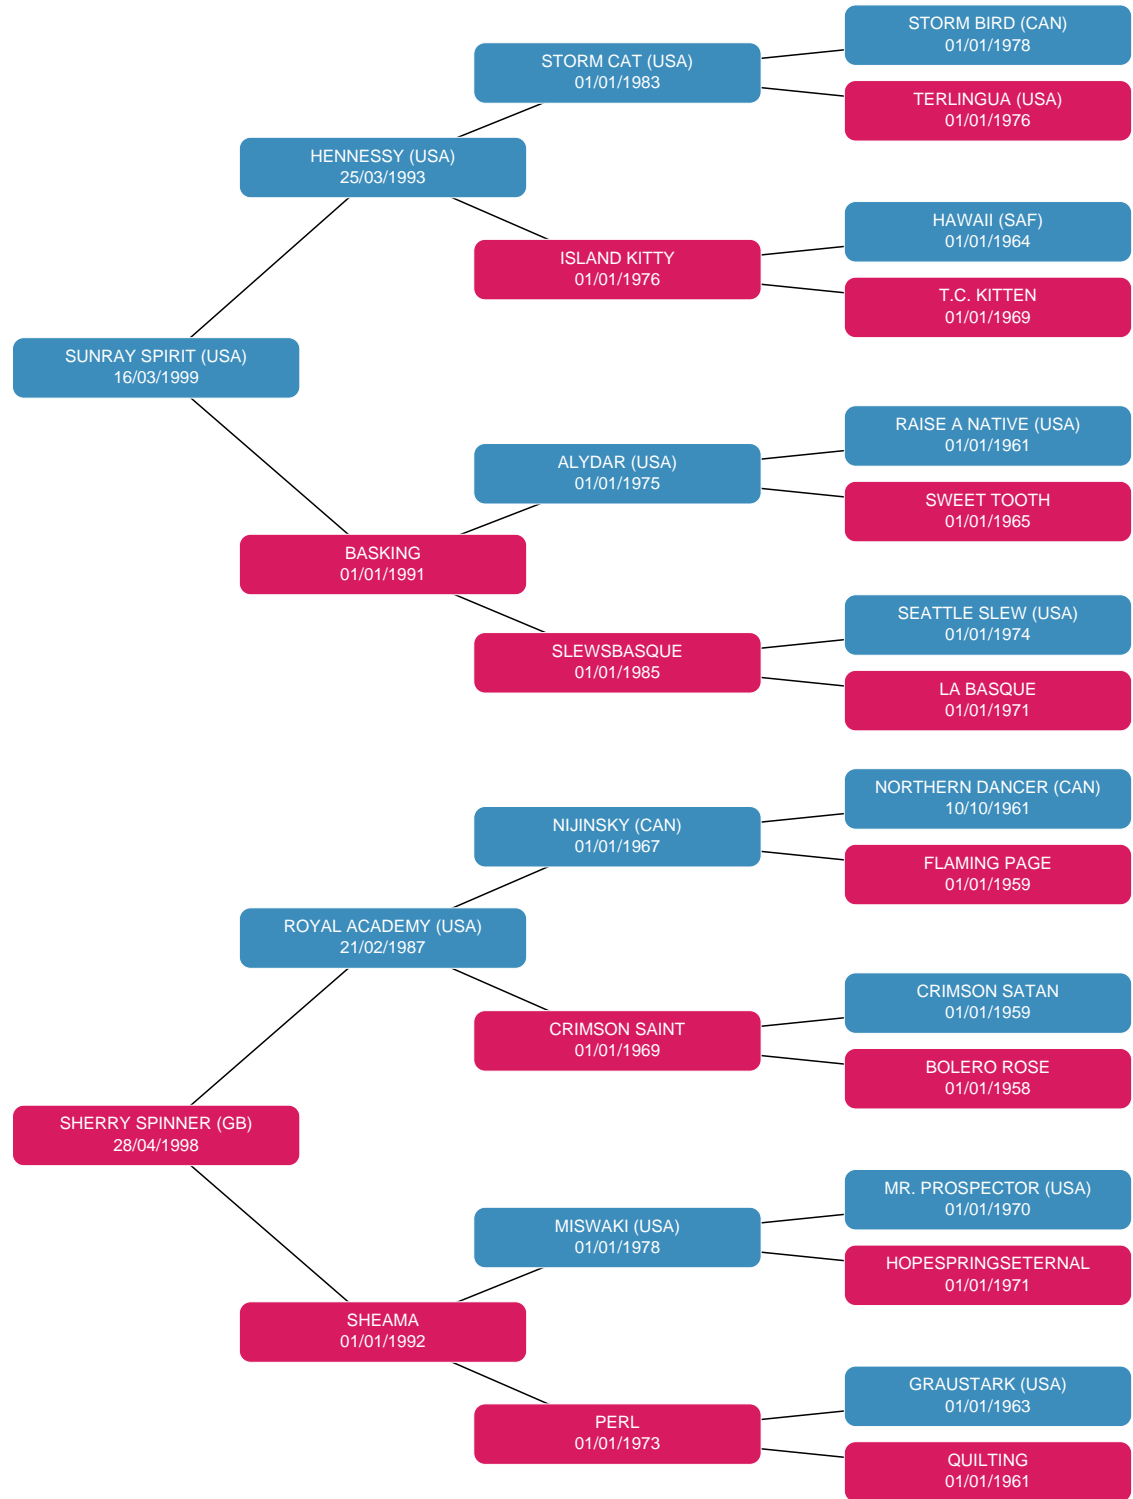 STORM BIRD (CAN)
01/01/1978
STORM CAT (USA)
01/01/1983
TERLINGUA (USA)
01/01/1976
HENNESSY (USA)
25/03/1993
HAWAII (SAF)
01/01/1964
ISLAND KITTY
01/01/1976
T.C. KITTEN
01/01/1969
SUNRAY SPIRIT (USA)
16/03/1999
RAISE A NATIVE (USA)
01/01/1961
ALYDAR (USA)
01/01/1975
SWEET TOOTH
01/01/1965
BASKING
01/01/1991
SEATTLE SLEW (USA)
01/01/1974
SLEWSBASQUE
01/01/1985
LA BASQUE
01/01/1971
NORTHERN DANCER (CAN)
10/10/1961
NIJINSKY (CAN)
01/01/1967
FLAMING PAGE
01/01/1959
ROYAL ACADEMY (USA)
21/02/1987
CRIMSON SATAN
01/01/1959
CRIMSON SAINT
01/01/1969
BOLERO ROSE
01/01/1958
SHERRY SPINNER (GB)
28/04/1998
MR. PROSPECTOR (USA)
01/01/1970
MISWAKI (USA)
01/01/1978
HOPESPRINGSETERNAL
01/01/1971
SHEAMA
01/01/1992
GRAUSTARK (USA)
01/01/1963
PERL
01/01/1973
QUILTING
01/01/1961